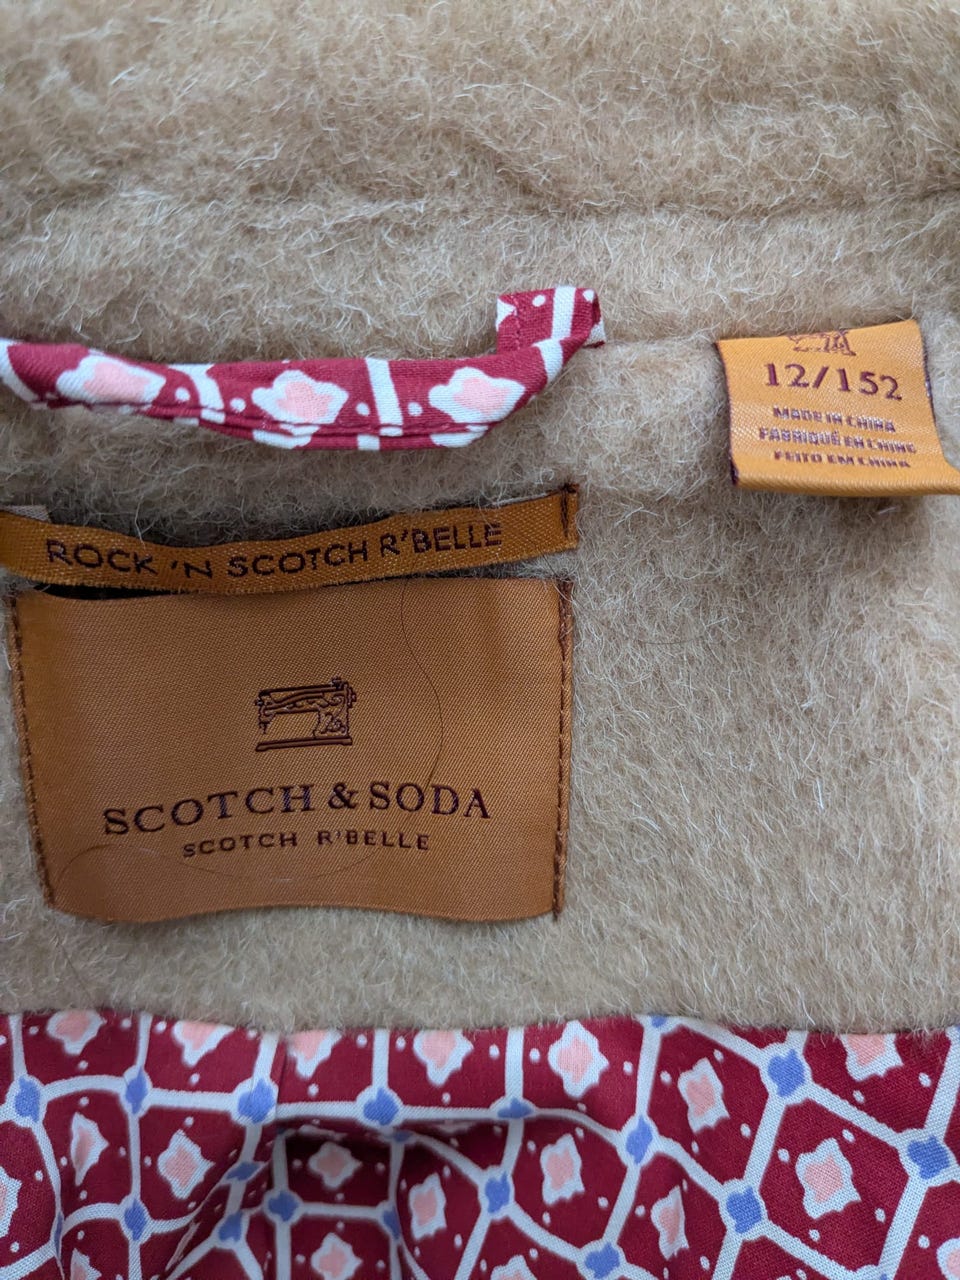 12/152
MADE IN CHINA
FABRIQUÉ EN CHINE
FEITO EM CHINA
ROCK 'N SCOTCH R'BELLE
SCOTCH & SODA
SCOTCH R'BELLE